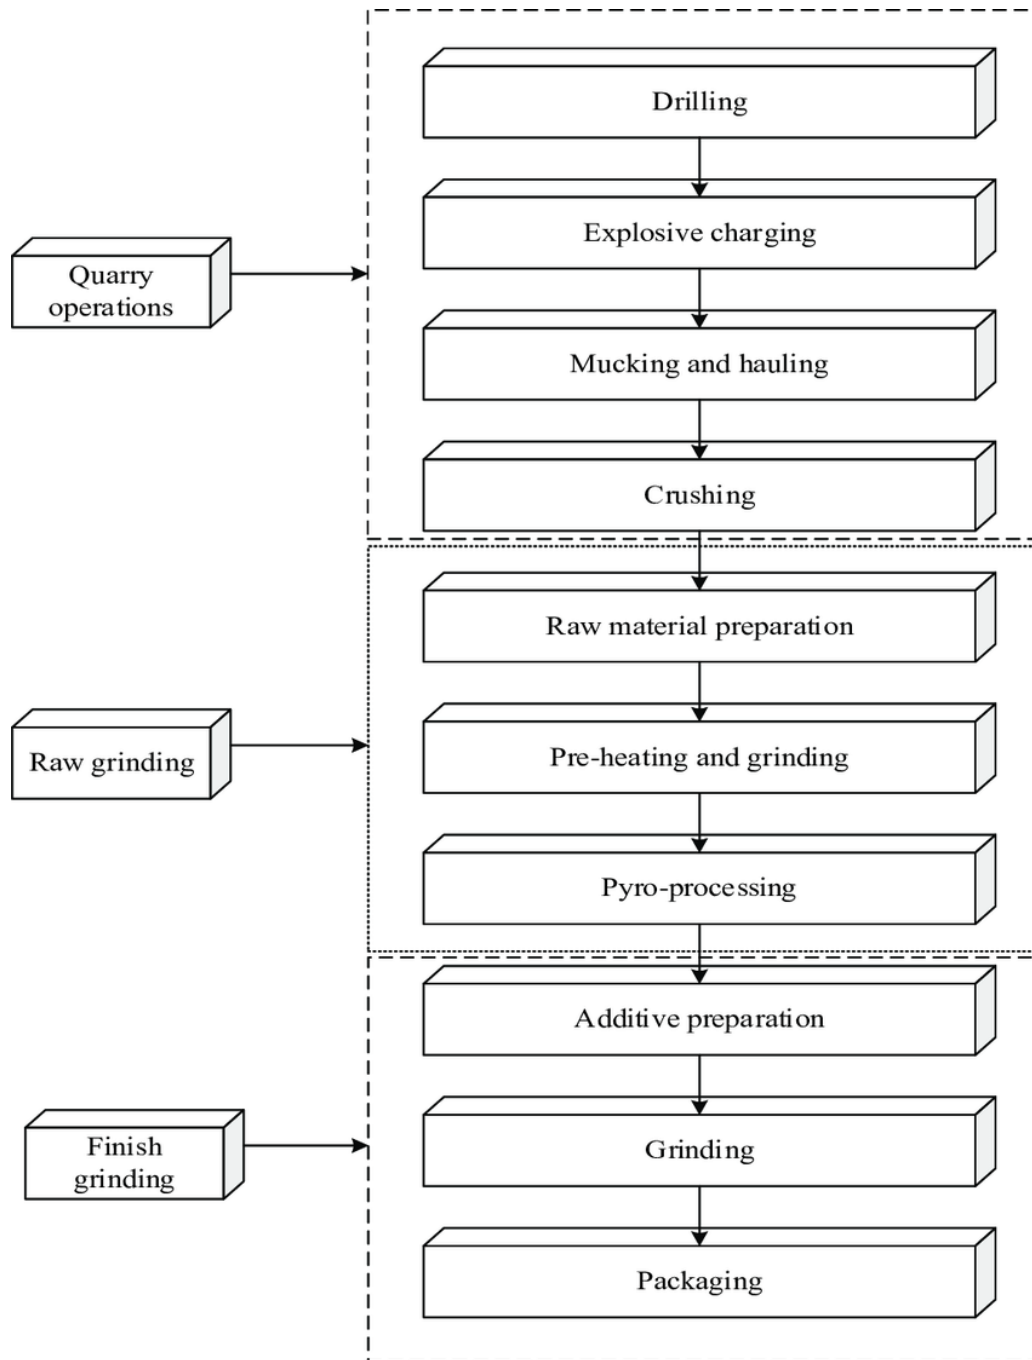 Drilling
Explosive charging
Quarry
operations
Mucking and hauling
Crushing
Raw material preparation
Raw grinding
Pre-heating and grinding
Pyro-processing
Additive preparation
Finish
grinding
Grinding
Packaging